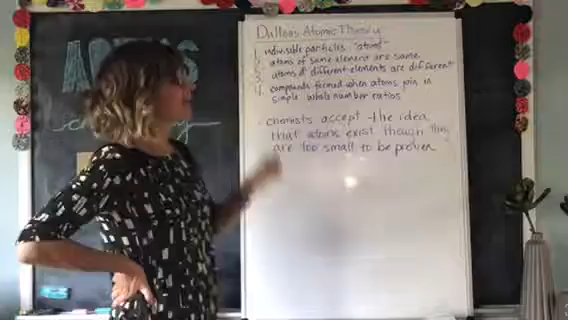 Dalton's Atomic Theory
1. indivisible particles "atoms"
2. atoms of same element are same
3. atoms of different elements are different
4. compounds formed when atoms join in
simple whole number ratios
chemists accept the idea
that atoms exist though they
are too small to be proven